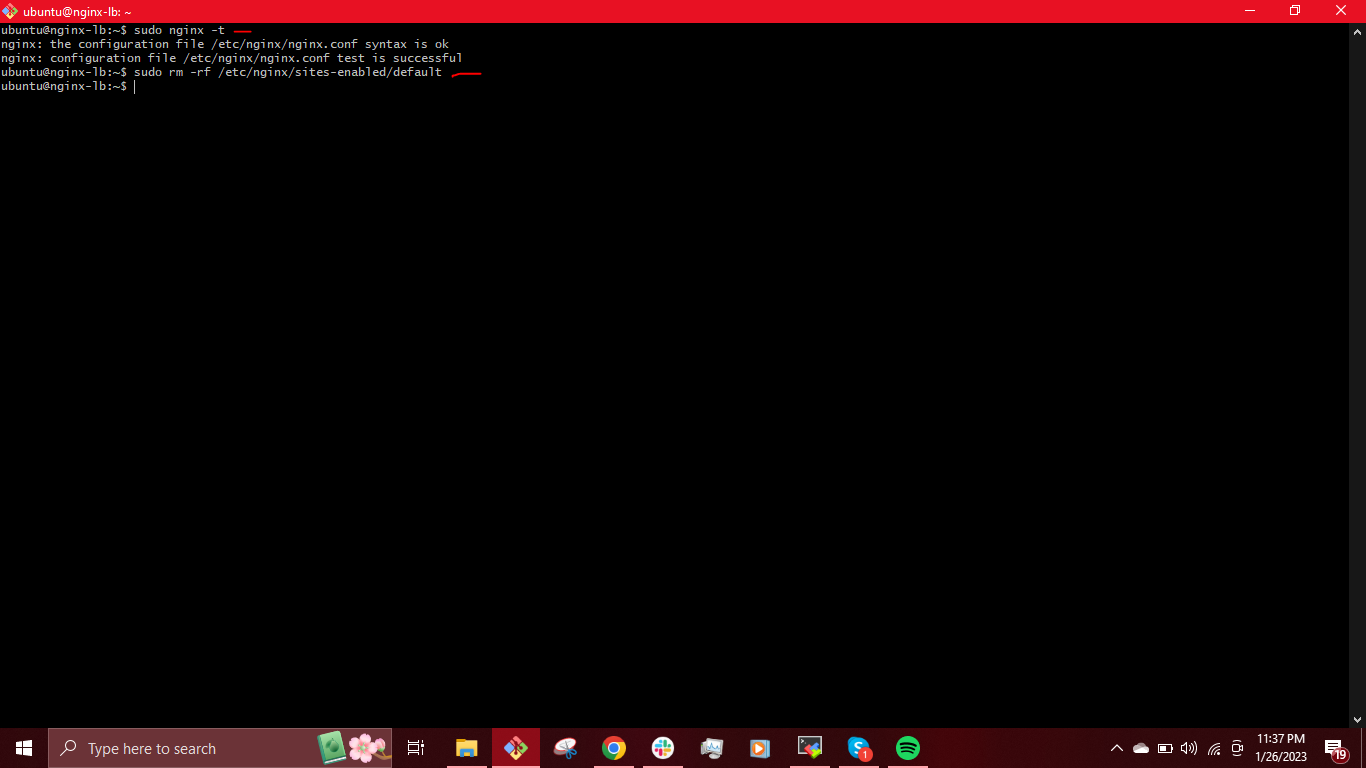 ubuntu@nginx-lb: ~
ubuntu@nginx-lb:~$ sudo nginx -t
nginx: the configuration file /etc/nginx/nginx.conf syntax is ok
nginx: configuration file /etc/nginx/nginx.conf test is successful
ubuntu@nginx-lb:~$ sudo rm -rf /etc/nginx/sites-enabled/default
ubuntu@nginx-lb:~$
Type here to search
1
11:37 PM
1/26/2023
19